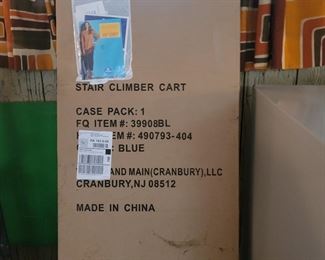 STAIR CLIMBER CART
CASE PACK: 1
FQ ITEM #: 39908BL
ITEM #: 490793-404
: BLUE
AND MAIN(CRANBURY),LLC
CRANBURY,NJ 08512
MADE IN CHINA